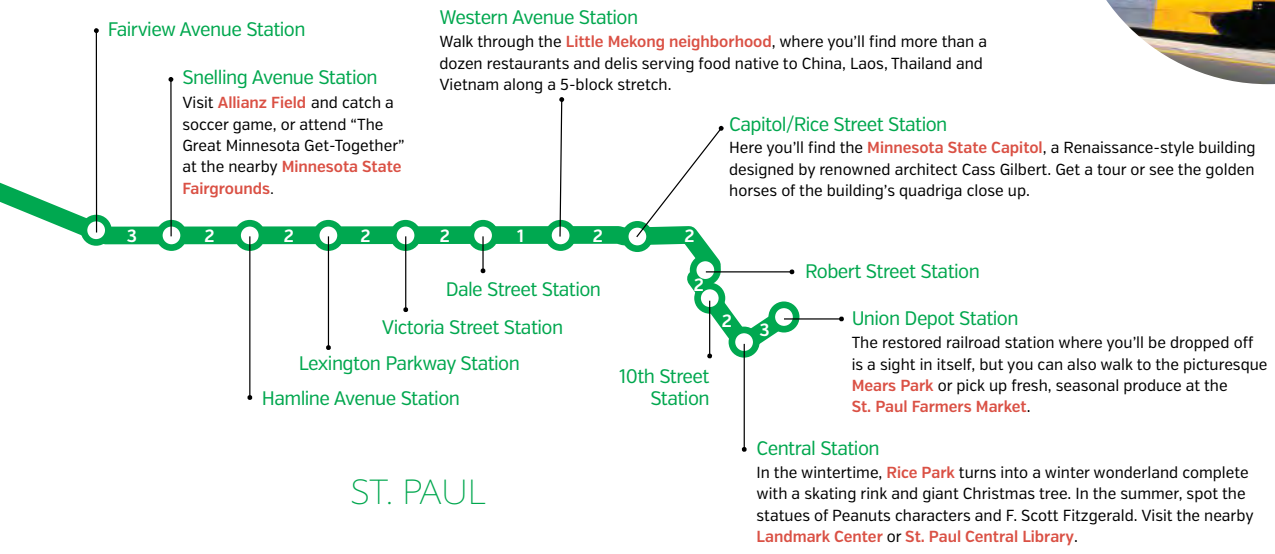 Fairview Avenue Station
Snelling Avenue Station
Visit Allianz Field and catch a
soccer game, or attend “The
Great Minnesota Get-Together”
at the nearby Minnesota State
Fairgrounds.
Western Avenue Station
Walk through the Little Mekong neighborhood, where you’ll find more than a
dozen restaurants and delis serving food native to China, Laos, Thailand and
Vietnam along a 5-block stretch.
Capitol/Rice Street Station
Here you’ll find the Minnesota State Capitol, a Renaissance-style building
designed by renowned architect Cass Gilbert. Get a tour or see the golden
horses of the building’s quadriga close up.
3 2 2 2 2 1 2 2
2
2
3
Dale Street Station
Victoria Street Station
Lexington Parkway Station
Hamline Avenue Station
Robert Street Station
10th Street
Station
Union Depot Station
The restored railroad station where you’ll be dropped off
is a sight in itself, but you can also walk to the picturesque
Mears Park or pick up fresh, seasonal produce at the
St. Paul Farmers Market.
Central Station
In the wintertime, Rice Park turns into a winter wonderland complete
with a skating rink and giant Christmas tree. In the summer, spot the
statues of Peanuts characters and F. Scott Fitzgerald. Visit the nearby
Landmark Center or St. Paul Central Library.
ST. PAUL